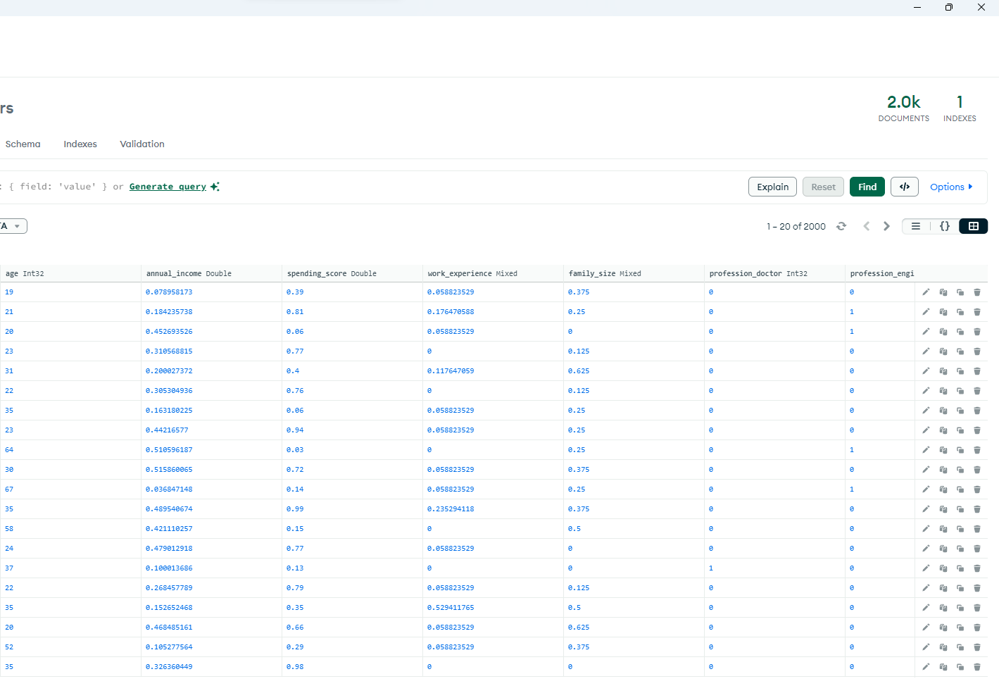 rs
2.0k
DOCUMENTS
1
INDEXES
Schema Indexes Validation
: { field: 'value' } or Generate query
Explain Reset Find </> Options
TA
1 – 20 of 2000
{}
age Int32 annual_income Double spending_score Double work_experience Mixed family_size Mixed profession_doctor Int32 profession_engi
19 0.078958173 0.39 0.058823529 0.375 0 0
21 0.184235738 0.81 0.176470588 0.25 0 1
20 0.452693526 0.06 0.058823529 0 0 1
23 0.310568815 0.77 0 0.125 0 0
31 0.200027372 0.4 0.117647059 0.625 0 0
22 0.305304936 0.76 0 0.125 0 0
35 0.163180225 0.06 0.058823529 0.25 0 0
23 0.44216577 0.94 0.058823529 0.25 0 0
64 0.510596187 0.03 0 0.25 0 1
30 0.515860065 0.72 0.058823529 0.375 0 0
67 0.036847148 0.14 0.058823529 0.25 0 1
35 0.489540674 0.99 0.235294118 0.375 0 0
58 0.421110257 0.15 0 0.5 0 0
24 0.479012918 0.77 0.058823529 0 0 0
37 0.100013686 0.13 0 0 1 0
22 0.268457789 0.79 0.058823529 0.125 0 0
35 0.152652468 0.35 0.529411765 0.5 0 0
20 0.468485161 0.66 0.058823529 0.625 0 0
52 0.105277564 0.29 0.058823529 0.375 0 0
35 0.326360449 0.98 0 0 0 0